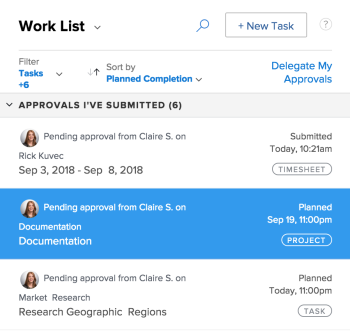 Work List
+ New Task
?
Filter
Tasks
+6
Sort by
Planned Completion
Delegate My
Approvals
APPROVALS I'VE SUBMITTED (6)
Pending approval from Claire S. on
Submitted
Rick Kuvec
Today, 10:21am
Sep 3, 2018 - Sep 8, 2018
TIMESHEET
Pending approval from Claire S. on
Planned
Sep 19, 11:00pm
Documentation
Documentation
PROJECT
Pending approval from Claire S. on
Planned
Market Research
Today, 11:00pm
Research Geographic Regions
TASK